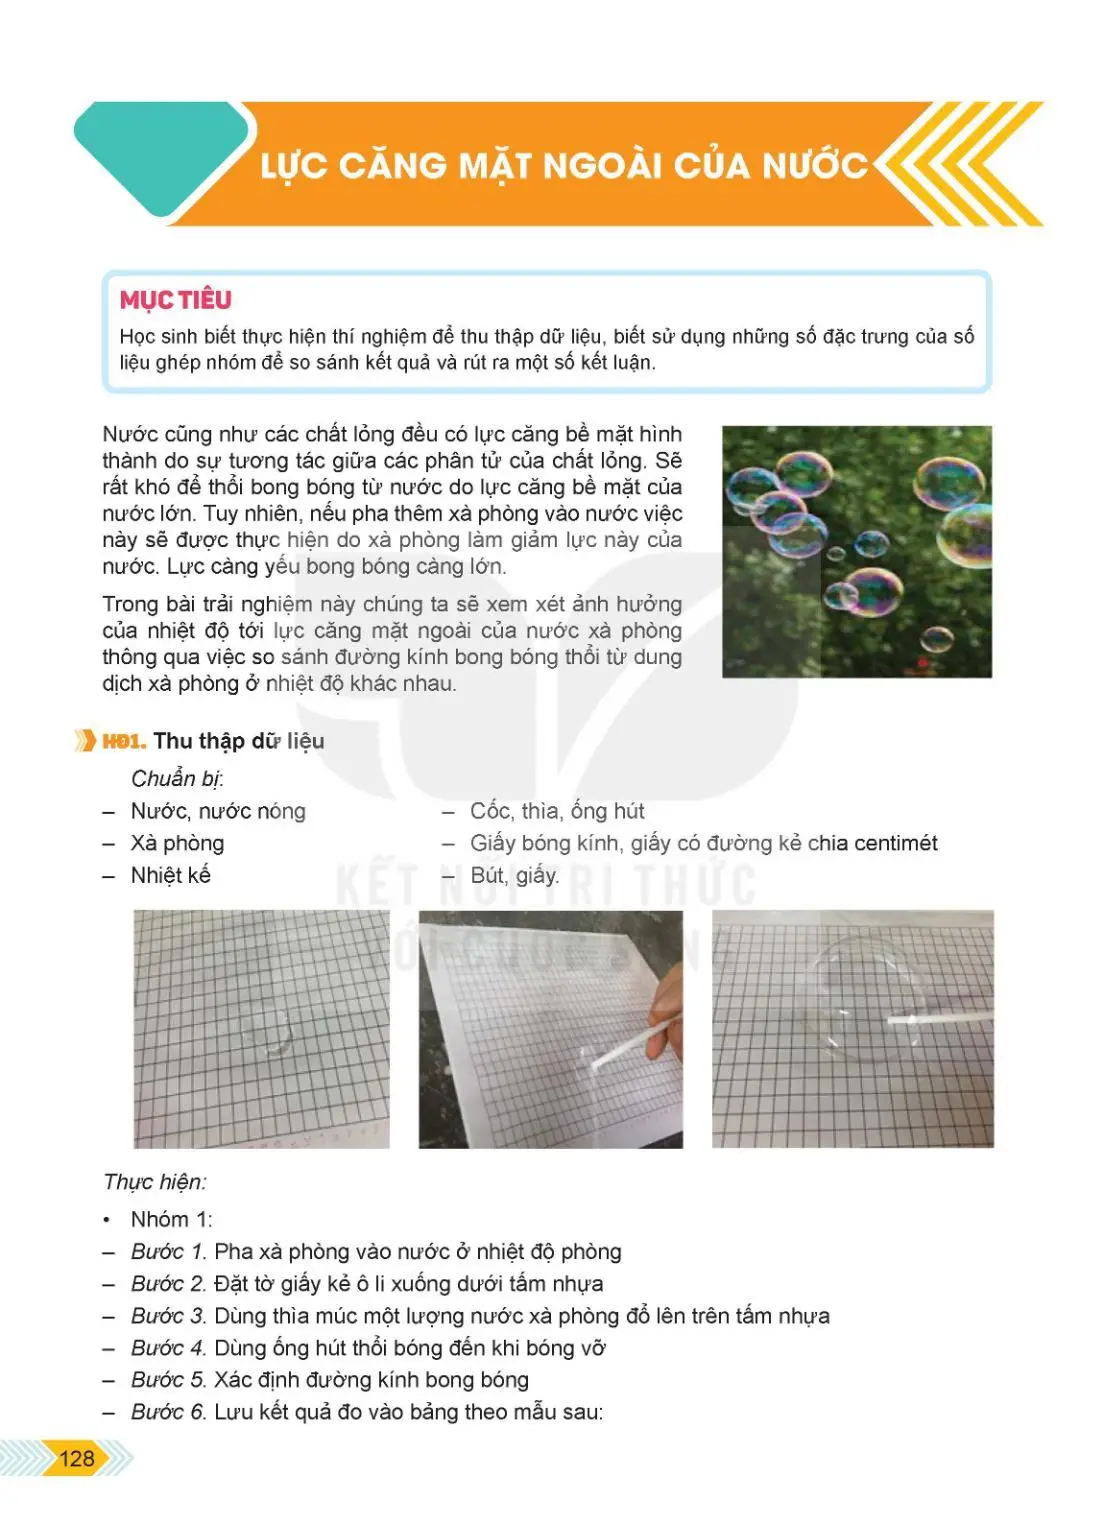 LỰC CĂNG MẶT NGOÀI CỦA NƯỚC
MỤC TIÊU
Học sinh biết thực hiện thí nghiệm để thu thập dữ liệu, biết sử dụng những số đặc trưng của số
liệu ghép nhóm để so sánh kết quả và rút ra một số kết luận.
Nước cũng như các chất lỏng đều có lực căng bề mặt hình
thành do sự tương tác giữa các phân tử của chất lỏng. Sẽ
rất khó để thổi bong bóng từ nước do lực căng bề mặt của
nước lớn. Tuy nhiên, nếu pha thêm xà phòng vào nước việc
này sẽ được thực hiện do xà phòng làm giảm lực này của
nước. Lực càng yếu bong bóng càng lớn.
Trong bài trải nghiệm này chúng ta sẽ xem xét ảnh hưởng
của nhiệt độ tới lực căng mặt ngoài của nước xà phòng
thông qua việc so sánh đường kính bong bóng thổi từ dung
dịch xà phòng ở nhiệt độ khác nhau.
HĐ1. Thu thập dữ liệu
Chuẩn bị:
– Nước, nước nóng
– Cốc, thìa, ống hút
– Xà phòng
– Giấy bóng kính, giấy có đường kẻ chia centimét
– Nhiệt kế
– Bút, giấy.
KẾT NỐI TRI THỨC
VỚI CUỘC SỐNG
Thực hiện:
• Nhóm 1:
– Bước 1. Pha xà phòng vào nước ở nhiệt độ phòng
– Bước 2. Đặt tờ giấy kẻ ô li xuống dưới tấm nhựa
– Bước 3. Dùng thìa múc một lượng nước xà phòng đổ lên trên tấm nhựa
– Bước 4. Dùng ống hút thổi bóng đến khi bóng vỡ
– Bước 5. Xác định đường kính bong bóng
– Bước 6. Lưu kết quả đo vào bảng theo mẫu sau:
128